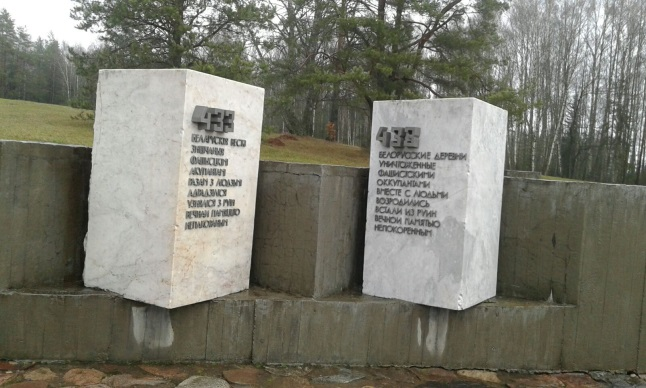 433
БЕЛАРУСКІЯ ВЕСКІ
ЗНІШЧАНЫЯ
ФАШЫСЦКІМІ
АКУПАНТАМІ
РАЗАМ З ЛЮДЗЬМІ
АДРАДЗІЛІСЯ
УЗНЯЛІСЯ З РУІН
ВЕЧНАЙ ПАМЯЦЦЮ
НЕПАКОРАНЫМ
433
БЕЛОРУССКИЕ ДЕРЕВНИ
УНИЧТОЖЕННЫЕ
ФАШИСТСКИМИ
ОККУПАНТАМИ
ВМЕСТЕ С ЛЮДЬМИ
ВОЗРОДИЛИСЬ
ВСТАЛИ ИЗ РУИН
ВЕЧНОЙ ПАМЯТЬЮ
НЕПОКОРЕННЫМ